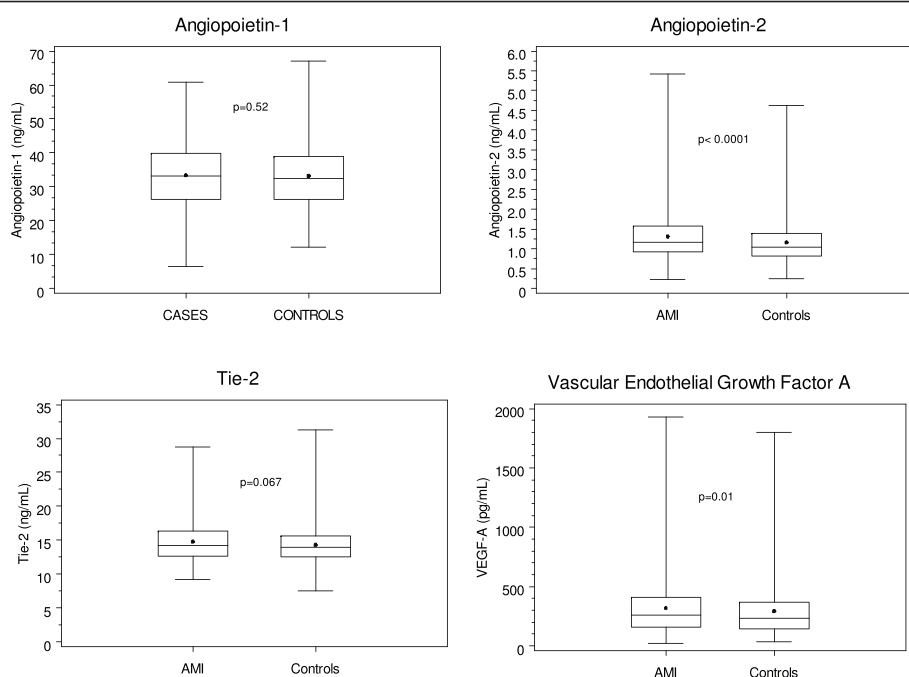 Angiopoietin-1
Angiopoietin-1 (ng/mL)
70
60
50
40
30
20
10
0
p=0.52
CASES CONTROLS
Angiopoietin-2
Angiopoietin-2 (ng/mL)
6.0
5.5
5.0
4.5
4.0
3.5
3.0
2.5
2.0
1.5
1.0
0.5
0
p< 0.0001
AMI Controls
Tie-2
Tie-2 (ng/mL)
35
30
25
20
15
10
5
0
p=0.067
AMI Controls
Vascular Endothelial Growth Factor A
VEGF-A (pg/mL)
2000
1500
1000
500
0
p=0.01
AMI Controls